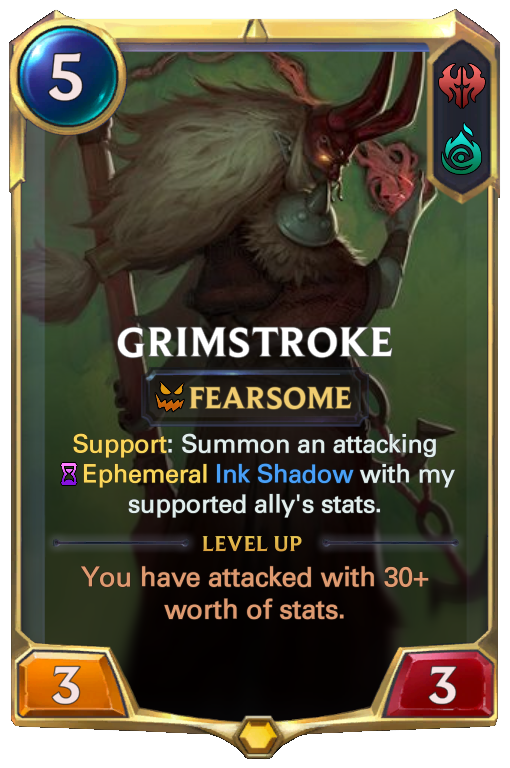 5
GRIMSTROKE
FEARSOME
Support: Summon an attacking
Ephemeral Ink Shadow with my
supported ally's stats.
LEVEL UP
You have attacked with 30+
worth of stats.
3
3